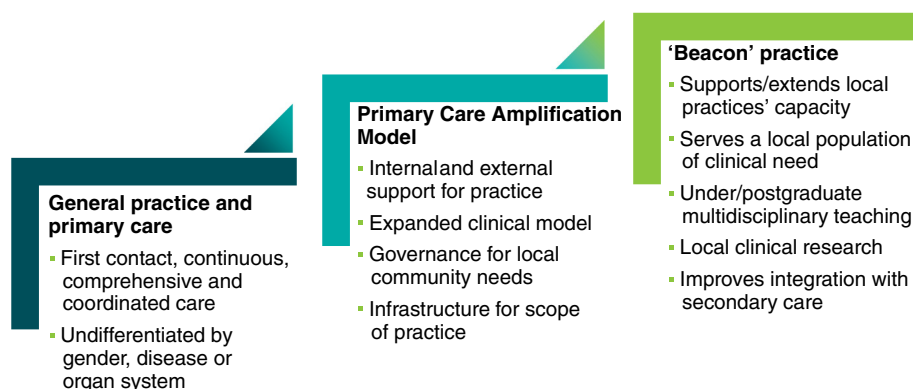 General practice and
primary care
First contact, continuous,
comprehensive and
coordinated care
Undifferentiated by
gender, disease or
organ system
Primary Care Amplification
Model
Internal and external
support for practice
Expanded clinical model
Governance for local
community needs
Infrastructure for scope
of practice
‘Beacon’ practice
Supports/extends local
practices’ capacity
Serves a local population
of clinical need
Under/postgraduate
multidisciplinary teaching
Local clinical research
Improves integration with
secondary care